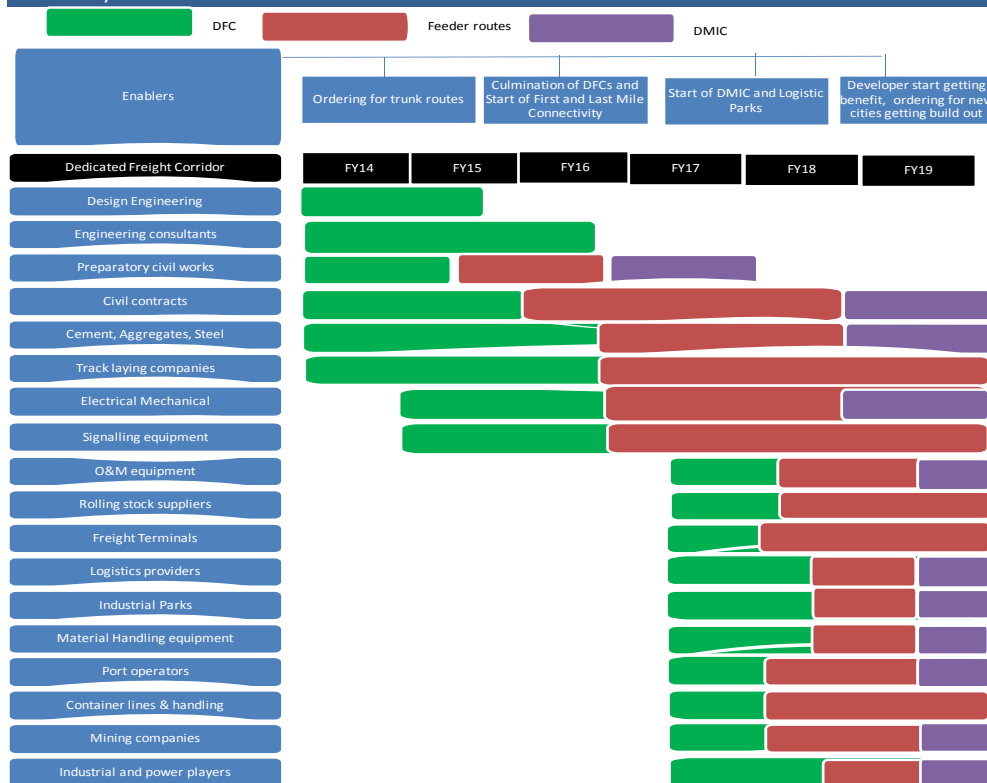 DFC
Feeder routes
DMIC
Enablers
Ordering for trunk routes
Culmination of DFCs and
Start of First and Last Mile
Connectivity
Start of DMIC and Logistic
Parks
Developer start getting
benefit, ordering for new
cities getting build out
Dedicated Freight Corridor
FY14
FY15
FY16
FY17
FY18
FY19
Design Engineering
Engineering consultants
Preparatory civil works
Civil contracts
Cement, Aggregates, Steel
Track laying companies
Electrical Mechanical
Signalling equipment
O&M equipment
Rolling stock suppliers
Freight Terminals
Logistics providers
Industrial Parks
Material Handling equipment
Port operators
Container lines & handling
Mining companies
Industrial and power players